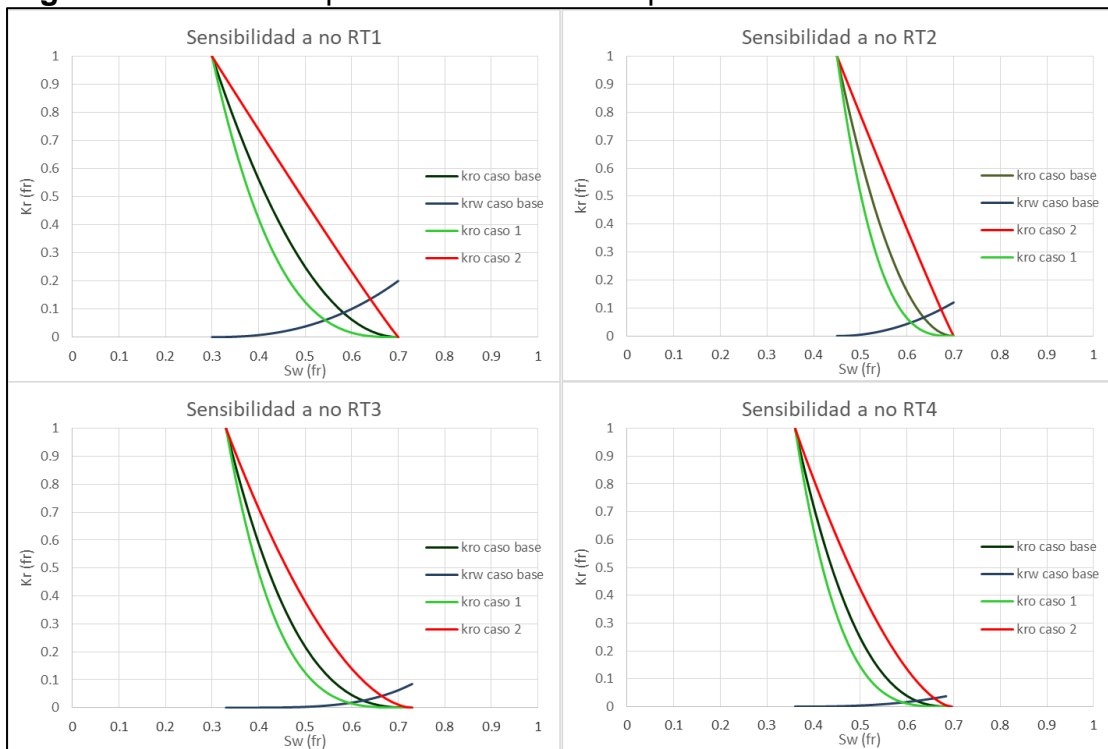 Sensibilidad a no RT1
1
0.9
0.8
0.7
0.6
0.5
0.4
0.3
0.2
0.1
0
Kr (fr)
kro caso base
krw caso base
kro caso 1
kro caso 2
0 0.1 0.2 0.3 0.4 0.5 0.6 0.7 0.8 0.9 1
Sw (fr)
Sensibilidad a no RT2
1
0.9
0.8
0.7
0.6
0.5
0.4
0.3
0.2
0.1
0
kr (fr)
kro caso base
krw caso base
kro caso 2
kro caso 1
0 0.1 0.2 0.3 0.4 0.5 0.6 0.7 0.8 0.9 1
Sw (fr)
Sensibilidad a no RT3
1
0.9
0.8
0.7
0.6
0.5
0.4
0.3
0.2
0.1
0
Kr (fr)
kro caso base
krw caso base
kro caso 1
kro caso 2
0 0.1 0.2 0.3 0.4 0.5 0.6 0.7 0.8 0.9 1
Sw (fr)
Sensibilidad a no RT4
1
0.9
0.8
0.7
0.6
0.5
0.4
0.3
0.2
0.1
0
Kr (fr)
kro caso base
krw caso base
kro caso 1
kro caso 2
0 0.1 0.2 0.3 0.4 0.5 0.6 0.7 0.8 0.9 1
Sw (fr)